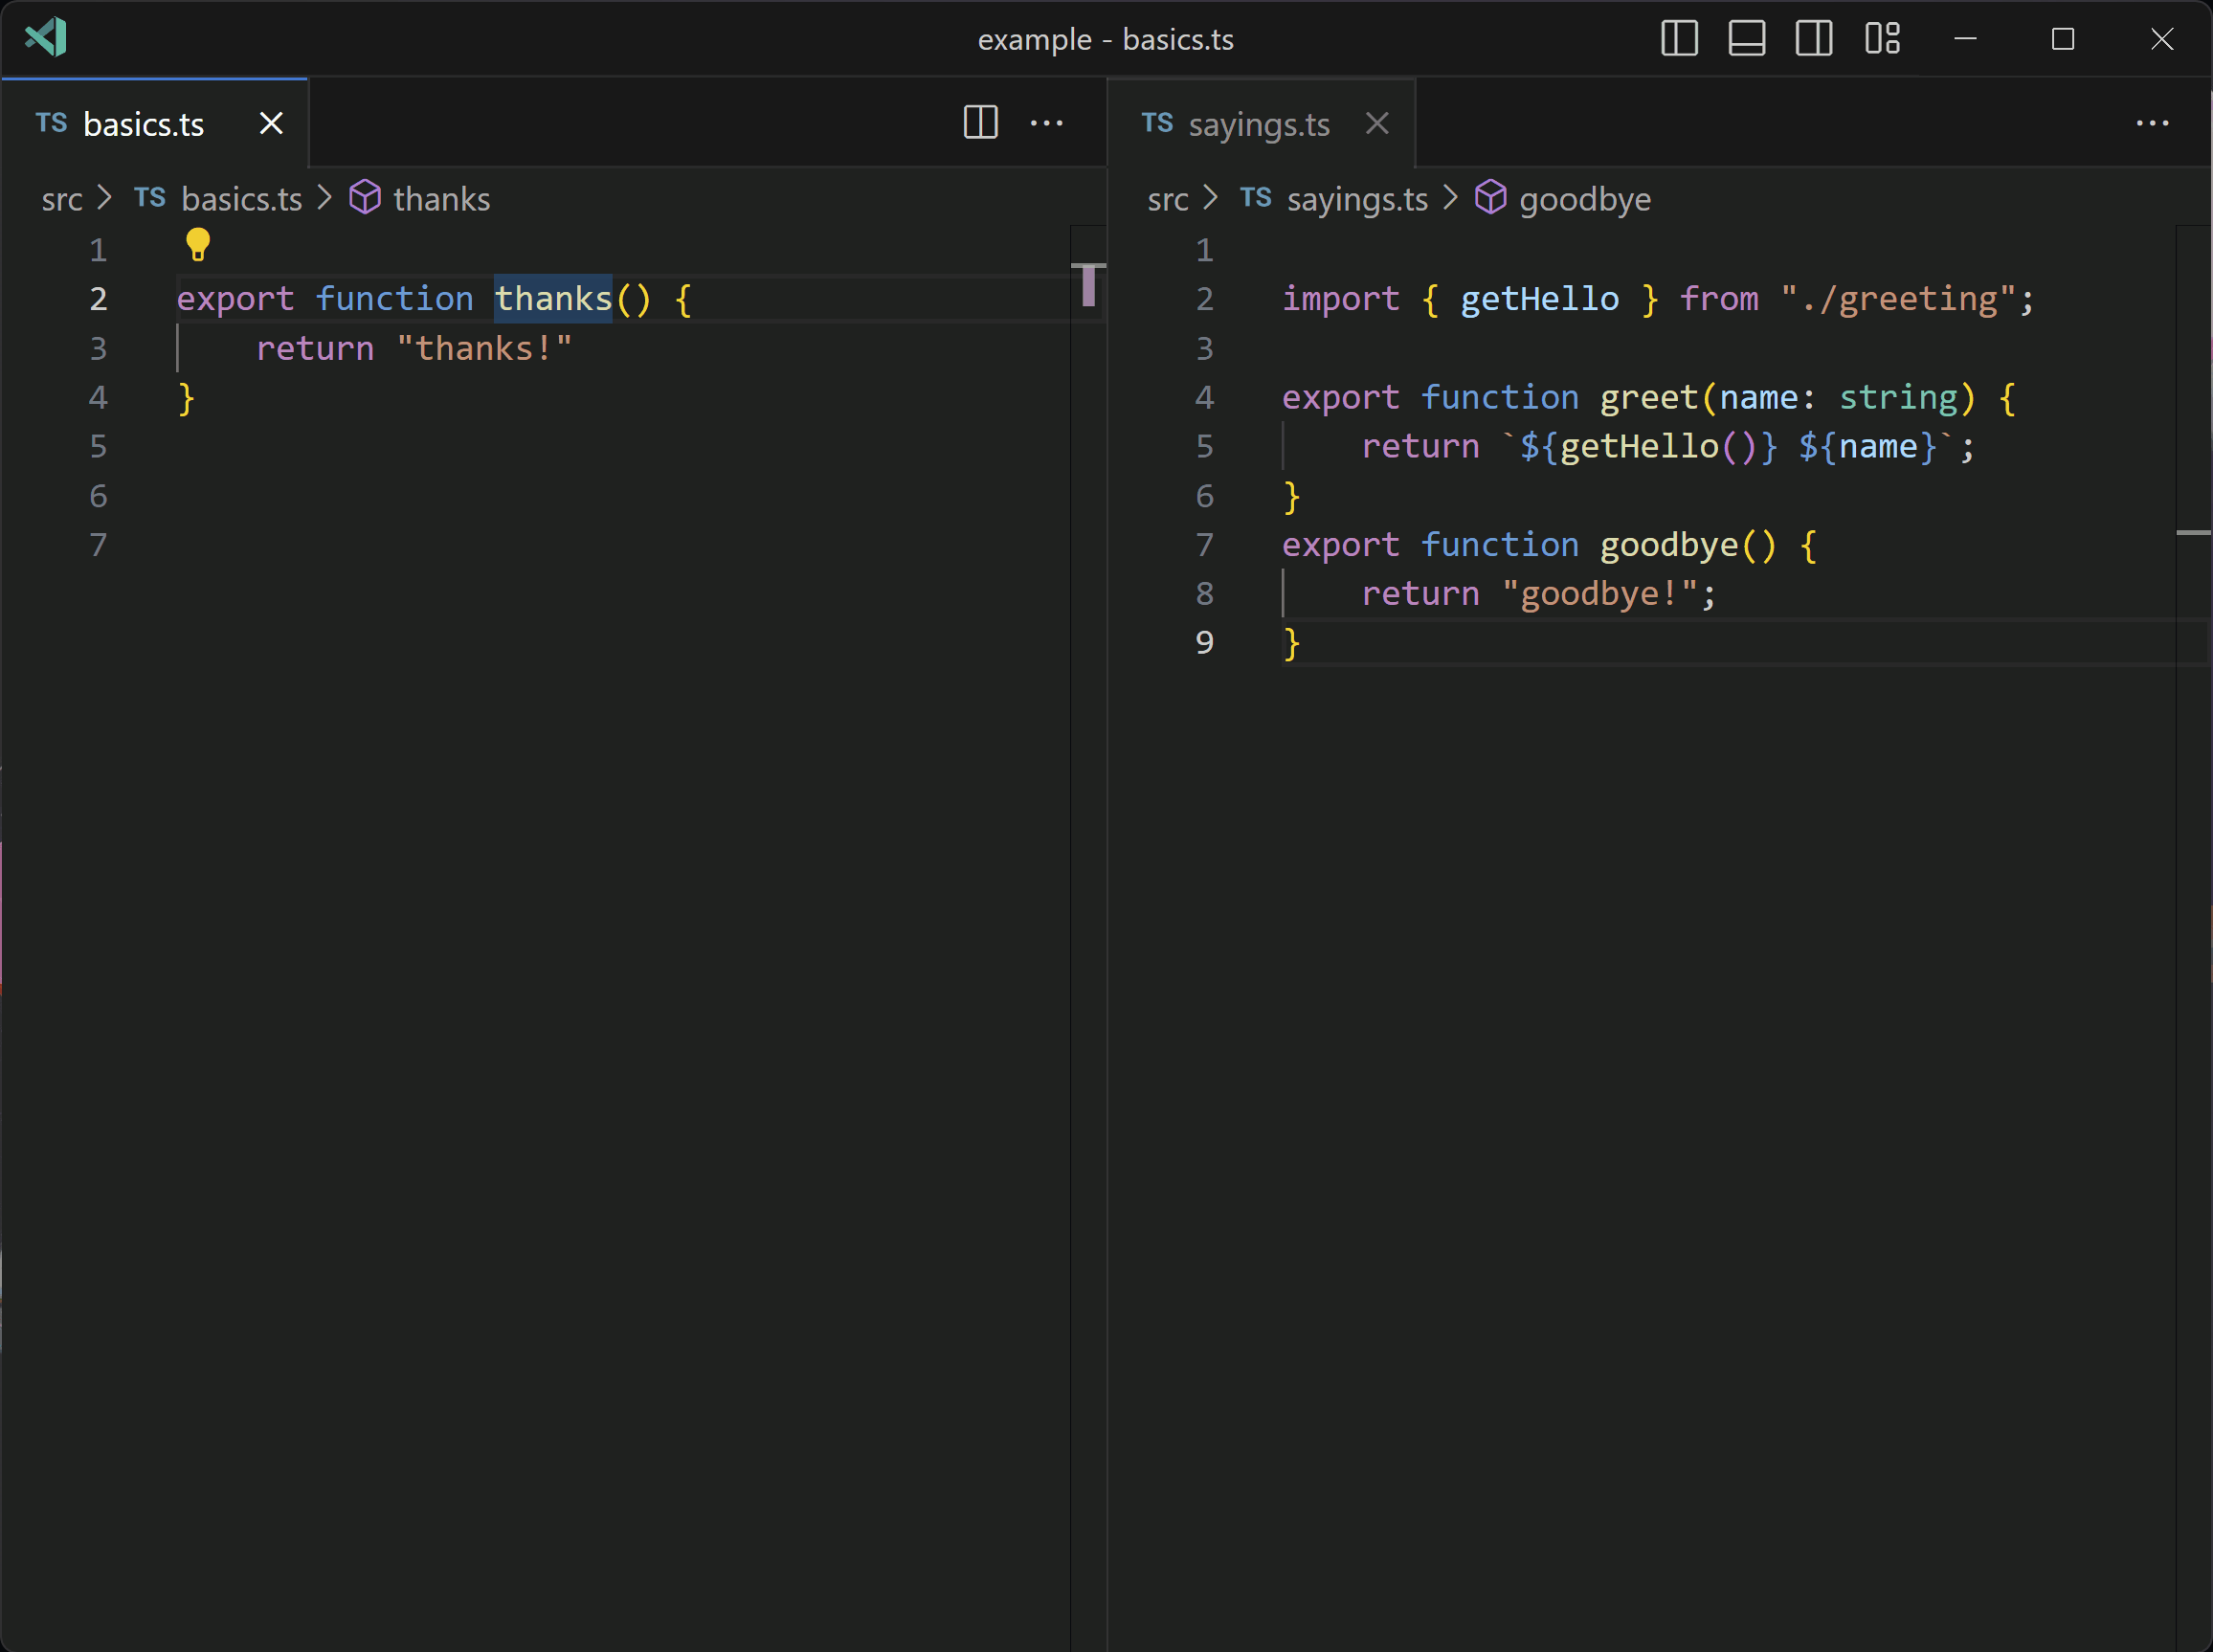 example - basics.ts
TS basics.ts
src > TS basics.ts > thanks
1
2 export function thanks() {
3     return "thanks!"
4 }
5
6
7
TS sayings.ts
src > TS sayings.ts > goodbye
1
2 import { getHello } from "./greeting";
3
4 export function greet(name: string) {
5     return `${getHello()} ${name}`;
6 }
7 export function goodbye() {
8     return "goodbye!";
9 }